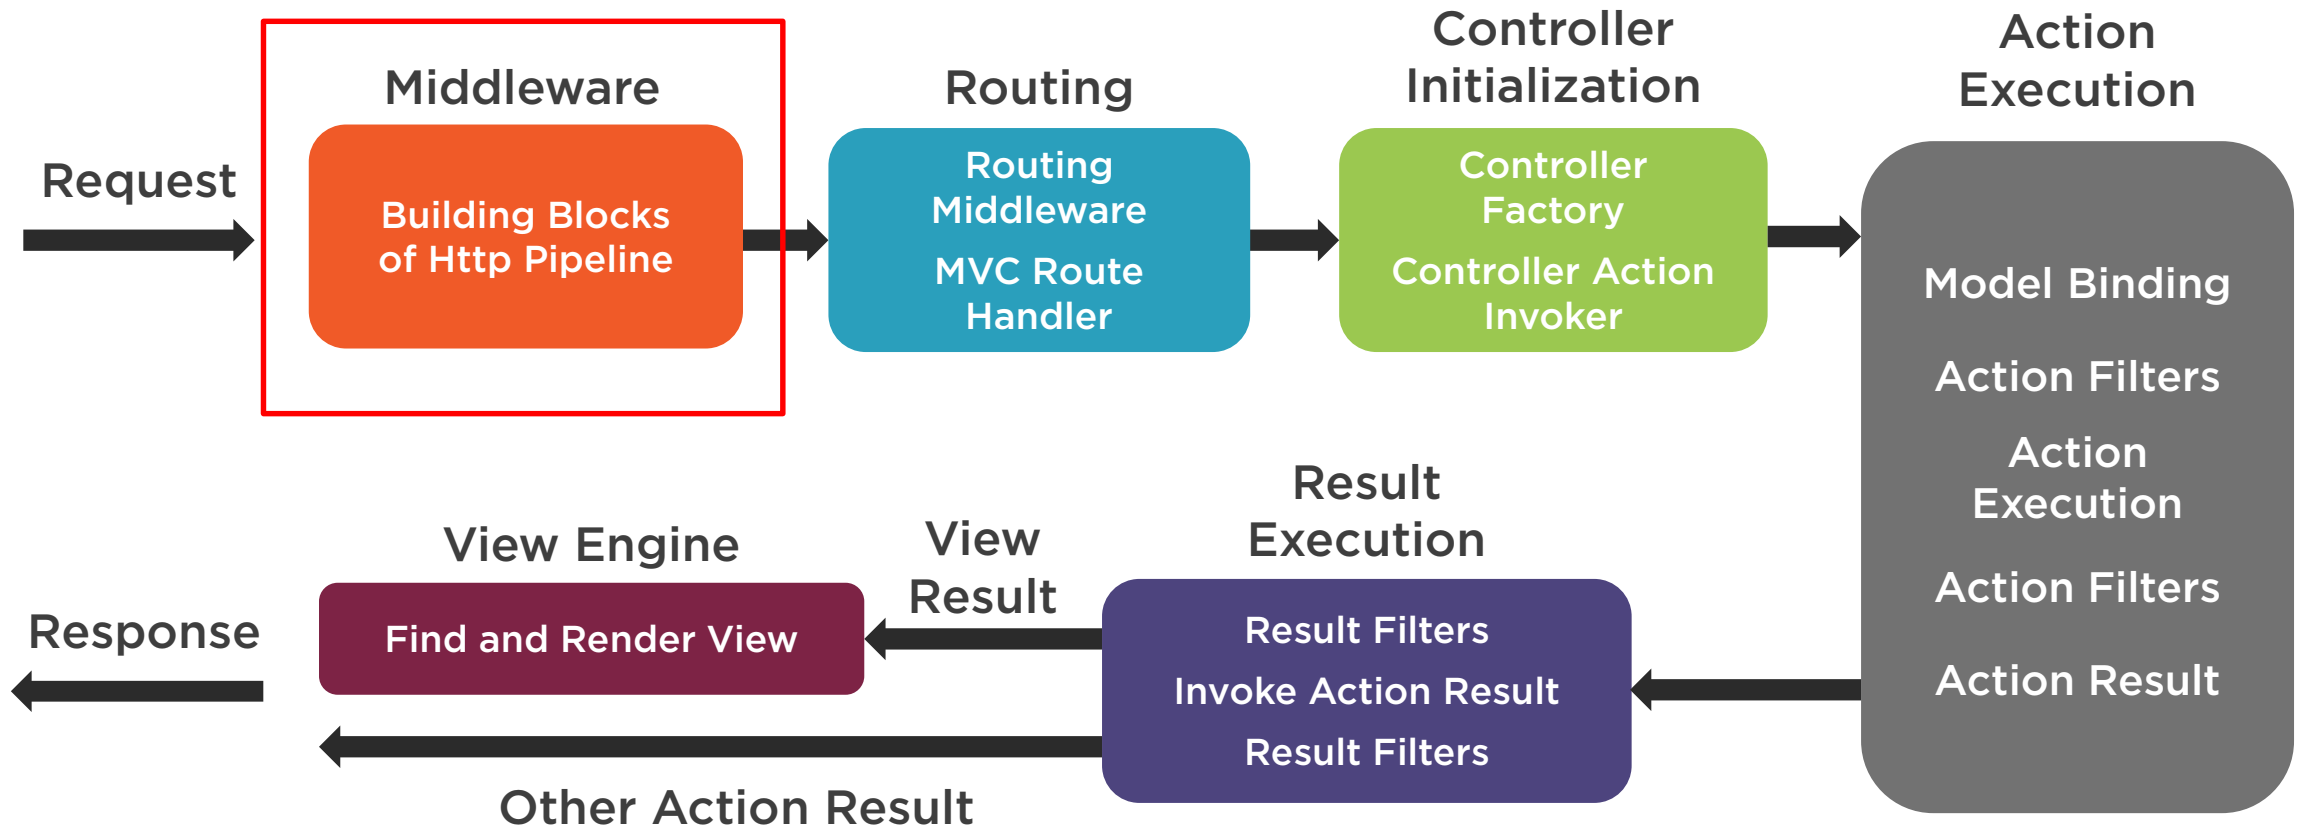 Request
Middleware
Building Blocks
of Http Pipeline
Routing
Routing
Middleware
MVC Route
Handler
Controller
Initialization
Controller
Factory
Controller Action
Invoker
Action
Execution
Model Binding
Action Filters
Action
Execution
Action Filters
Action Result
Result
Execution
Result Filters
Invoke Action Result
Result Filters
View
Result
View Engine
Find and Render View
Other Action Result
Response